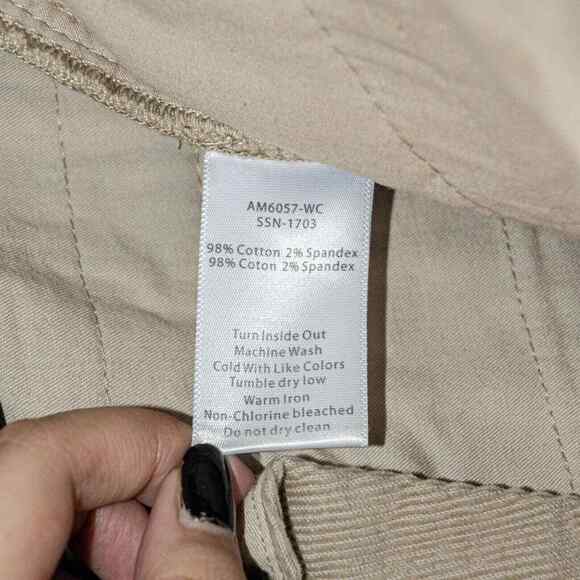 AM6057-WC
SSN-1703
98% Cotton 2% Spandex
98% Coton 2% Spandex
Turn Inside Out
Machine Wash
Cold With Like Colors
Tumble dry low
Warm Iron
Non-Chlorine bleached
Do not dry clean